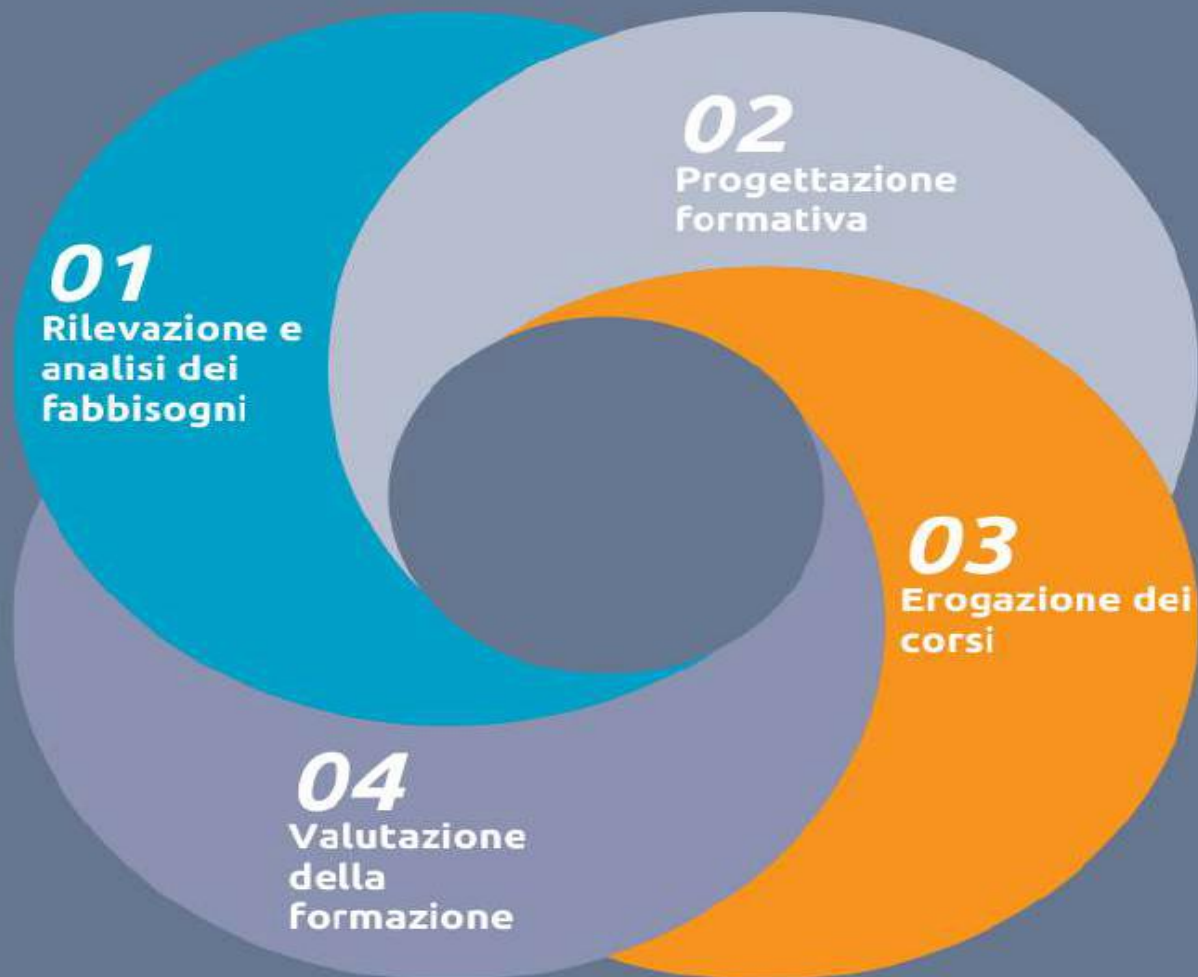 01
Rilevazione e
analisi dei
fabbisogni
02
Progettazione
formativa
03
Erogazione dei
corsi
04
Valutazione
della
formazione